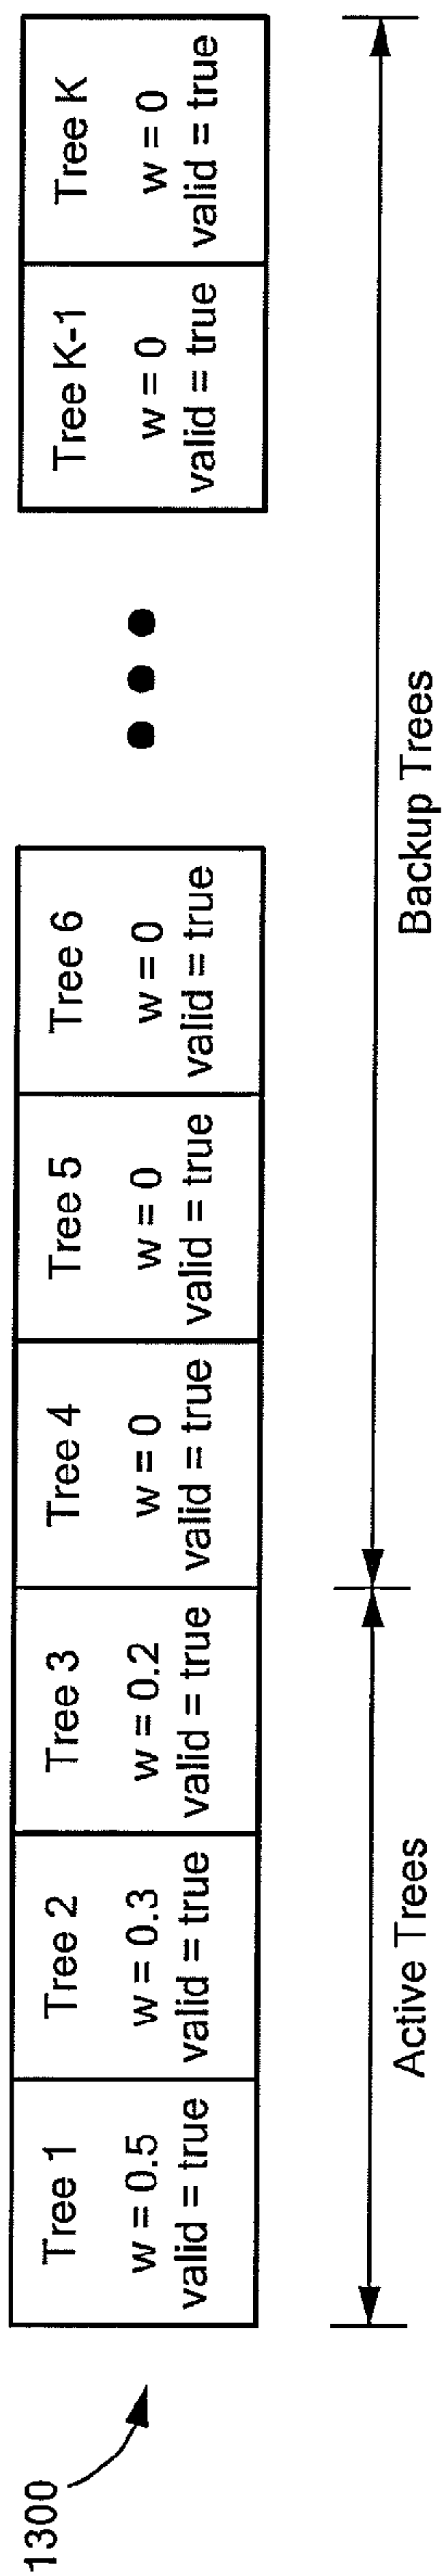 1300
Tree 1
w = 0.5
valid = true
Tree 2
w = 0.3
valid = true
Tree 3
w = 0.2
valid = true
Tree 4
w = 0
valid = true
Tree 5
w = 0
valid = true
Tree 6
w = 0
valid = true
Tree K-1
w = 0
valid = true
Tree K
w = 0
valid = true
Active Trees
Backup Trees